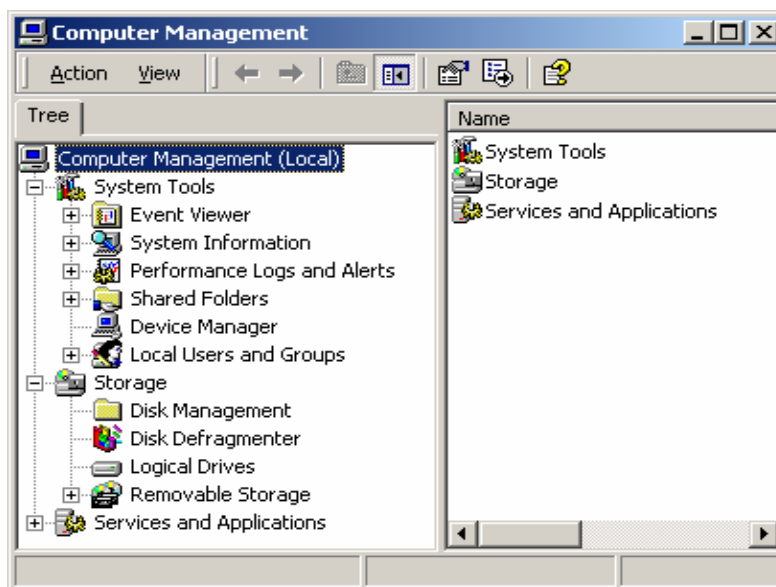 Computer Management
Action View
Tree
Name
Computer Management (Local)
System Tools
Event Viewer
System Information
Performance Logs and Alerts
Shared Folders
Device Manager
Local Users and Groups
Storage
Disk Management
Disk Defragmenter
Logical Drives
Removable Storage
Services and Applications
System Tools
Storage
Services and Applications